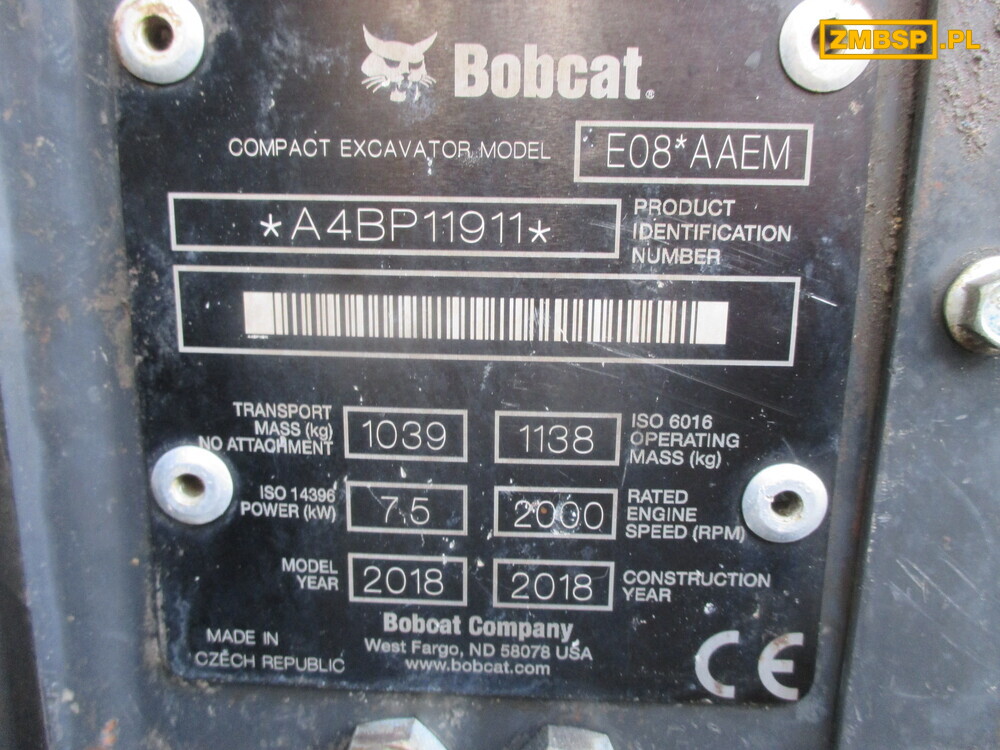 ZMBSP.PL
Bobcat®
COMPACT EXCAVATOR MODEL E08*AAEM
*A4BP11911*
PRODUCT
IDENTIFICATION
NUMBER
TRANSPORT
MASS (kg)
NO ATTACHMENT
1039
1138
ISO 6016
OPERATING
MASS (kg)
ISO 14396
POWER (KW)
7.5
2000
RATED
ENGINE
SPEED (RPM)
MODEL
YEAR
2018
2018
CONSTRUCTION
YEAR
Bobcat Company
West Fargo, ND 58078 USA
www.bobcat.com
MADE IN
CZECH REPUBLIC
CE